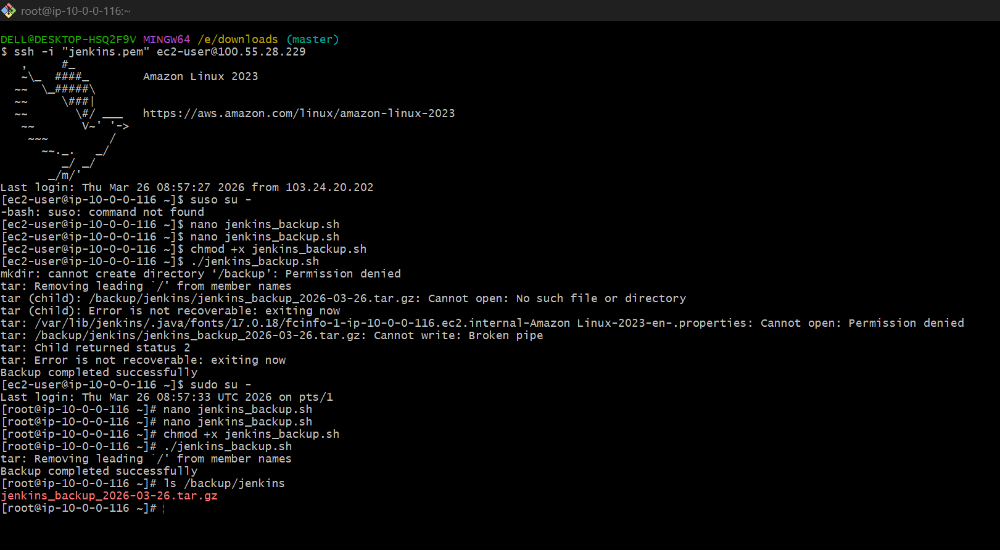 root@ip-10-0-0-116:~
DELL@DESKTOP-HSQ2F9V MINGW64 /e/downloads (master)
$ ssh -i "jenkins.pem" ec2-user@100.55.28.229
   ,     #_
   ~\_  ####_        Amazon Linux 2023
  ~~  \_#####\
  ~~     \###|
  ~~       \#/ ___   https://aws.amazon.com/linux/amazon-linux-2023
   ~~       V~' '->
    ~~~         /
      ~~._.   _/
         _/ _/
       _/m/'
Last login: Thu Mar 26 08:57:27 2026 from 103.24.20.202
[ec2-user@ip-10-0-0-116 ~]$ suso su -
-bash: suso: command not found
[ec2-user@ip-10-0-0-116 ~]$ nano jenkins_backup.sh
[ec2-user@ip-10-0-0-116 ~]$ nano jenkins_backup.sh
[ec2-user@ip-10-0-0-116 ~]$ chmod +x jenkins_backup.sh
[ec2-user@ip-10-0-0-116 ~]$ ./jenkins_backup.sh
mkdir: cannot create directory ‘/backup’: Permission denied
tar: Removing leading `/' from member names
tar (child): /backup/jenkins/jenkins_backup_2026-03-26.tar.gz: Cannot open: No such file or directory
tar (child): Error is not recoverable: exiting now
tar: /var/lib/jenkins/.java/fonts/17.0.18/fcinfo-1-ip-10-0-0-116.ec2.internal-Amazon Linux-2023-en-.properties: Cannot open: Permission denied
tar: /backup/jenkins/jenkins_backup_2026-03-26.tar.gz: Cannot write: Broken pipe
tar: Child returned status 2
tar: Error is not recoverable: exiting now
Backup completed successfully
[ec2-user@ip-10-0-0-116 ~]$ sudo su -
Last login: Thu Mar 26 08:57:33 UTC 2026 on pts/1
[root@ip-10-0-0-116 ~]# nano jenkins_backup.sh
[root@ip-10-0-0-116 ~]# nano jenkins_backup.sh
[root@ip-10-0-0-116 ~]# chmod +x jenkins_backup.sh
[root@ip-10-0-0-116 ~]# ./jenkins_backup.sh
tar: Removing leading `/' from member names
Backup completed successfully
[root@ip-10-0-0-116 ~]# ls /backup/jenkins
jenkins_backup_2026-03-26.tar.gz
[root@ip-10-0-0-116 ~]#